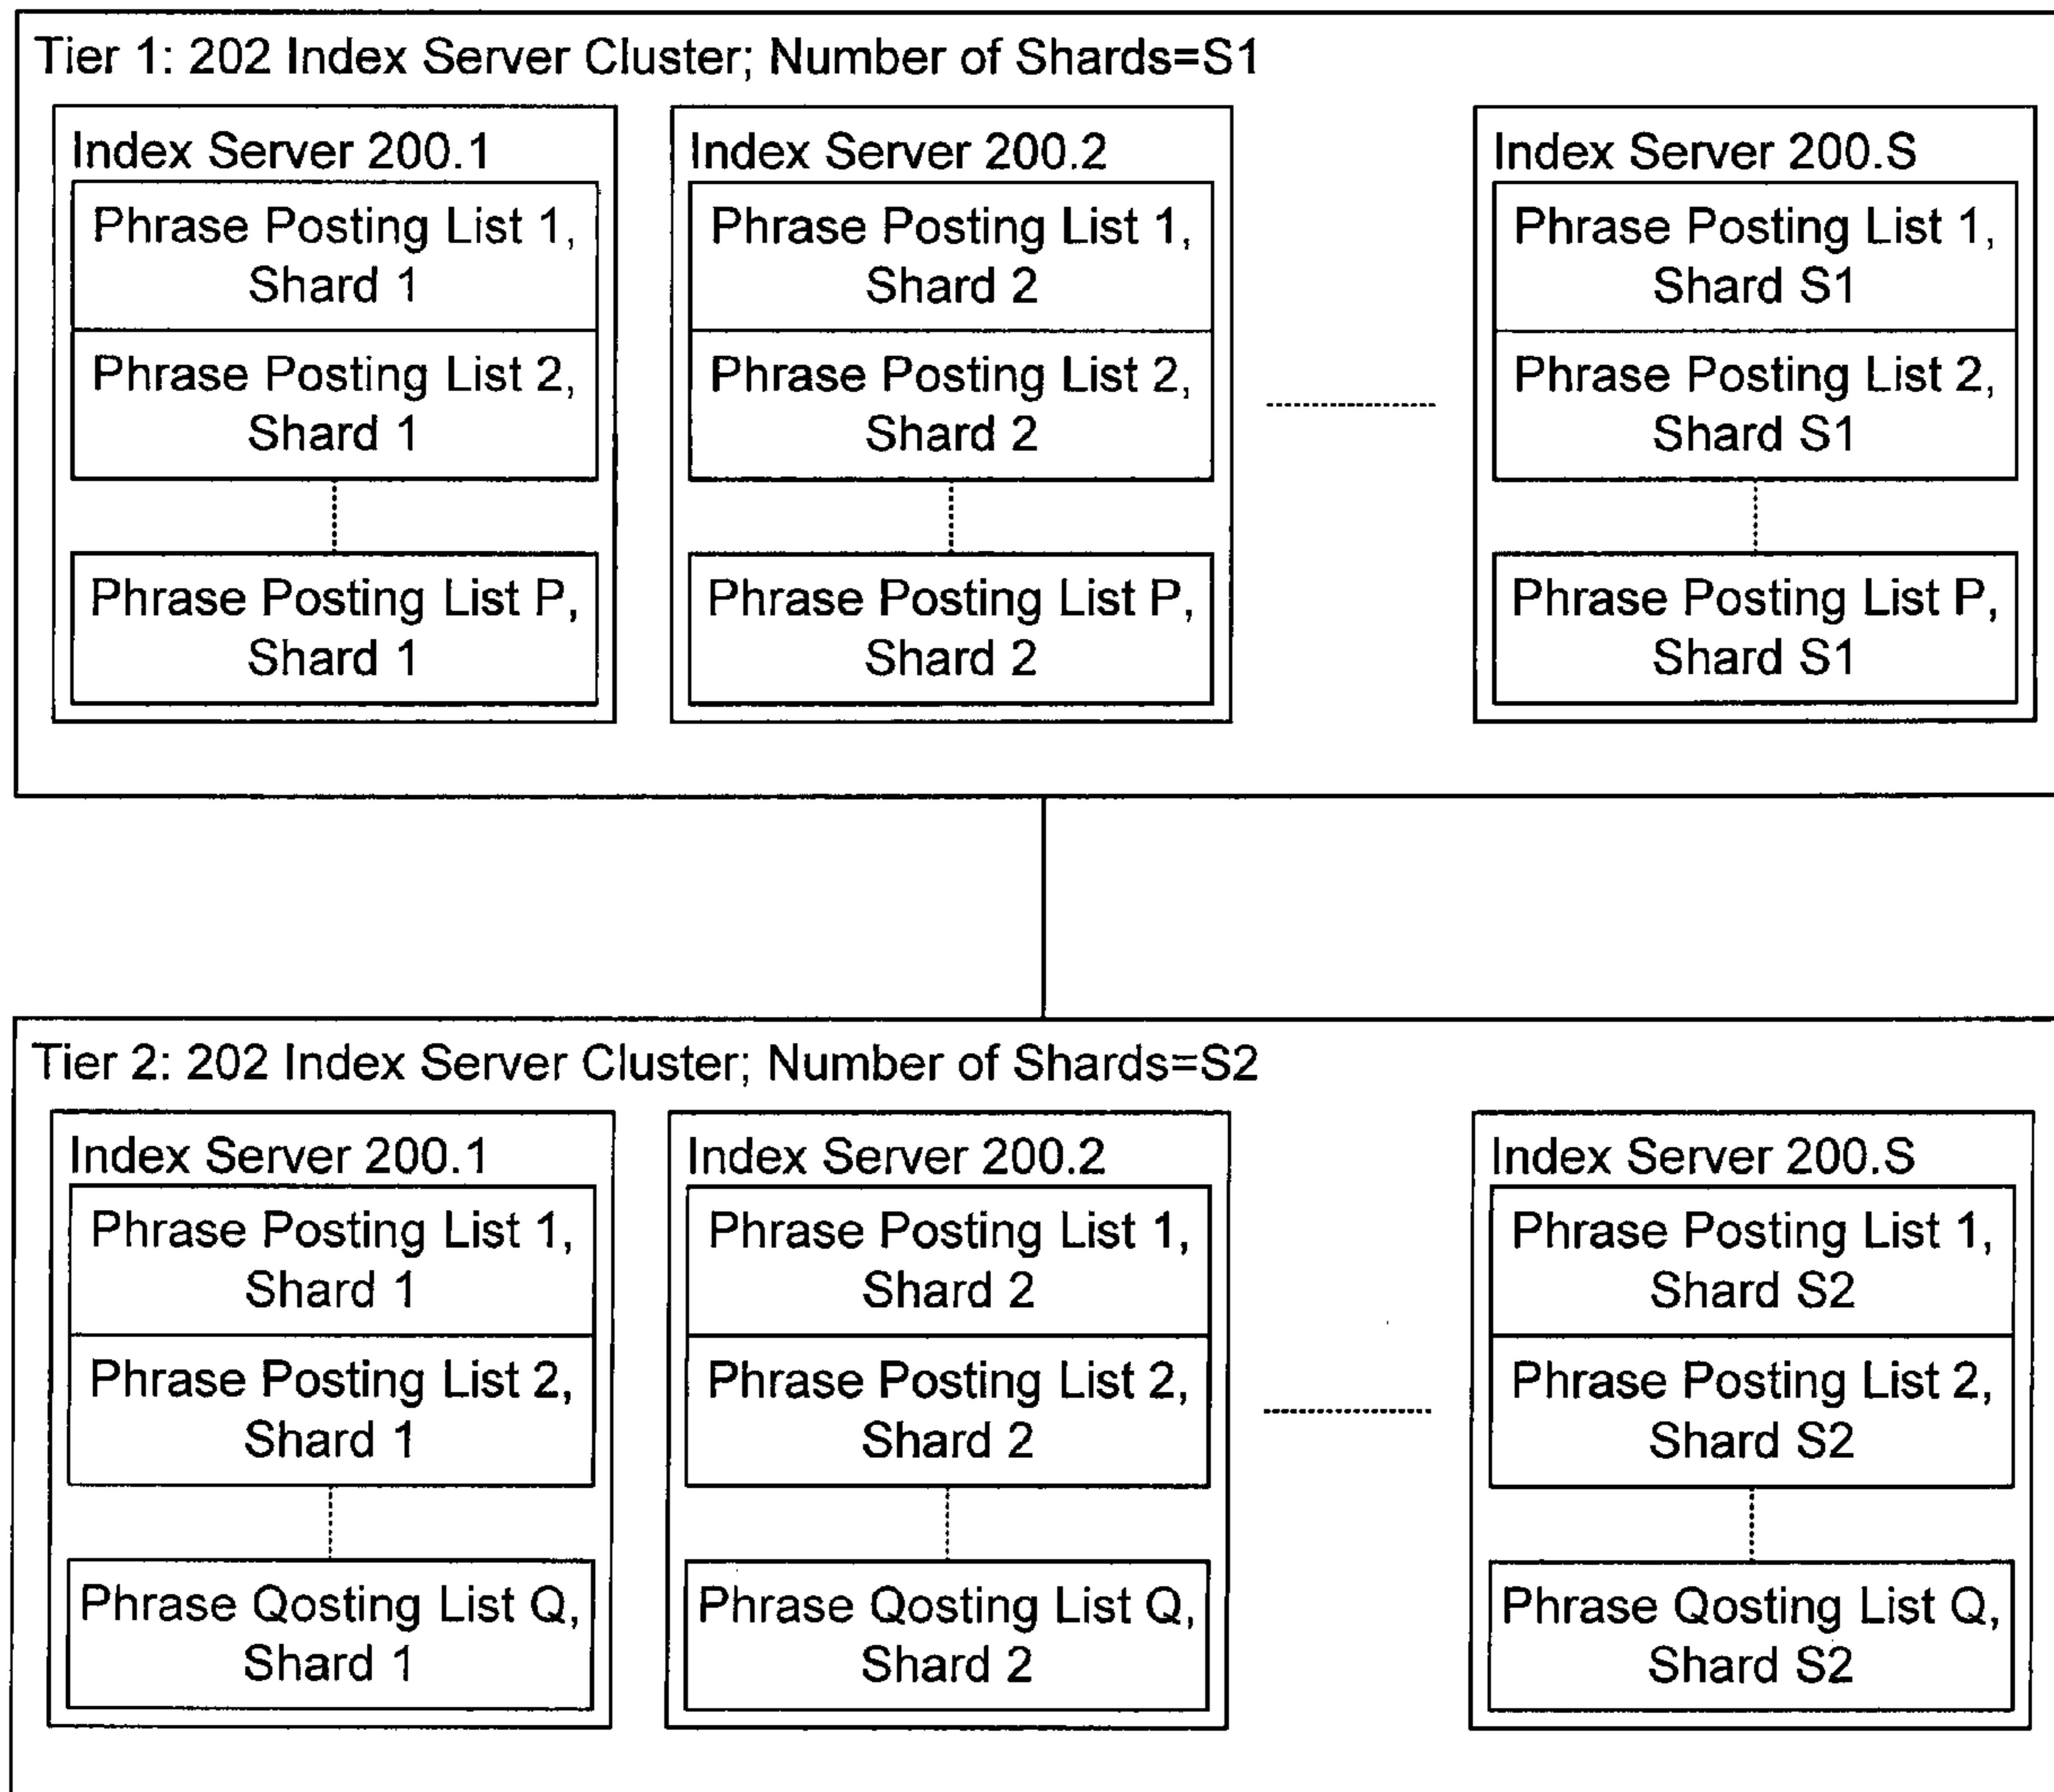 Tier 1: 202 Index Server Cluster; Number of Shards=S1
Index Server 200.1
Phrase Posting List 1,
Shard 1
Phrase Posting List 2,
Shard 1
Phrase Posting List P,
Shard 1
Index Server 200.2
Phrase Posting List 1,
Shard 2
Phrase Posting List 2,
Shard 2
Phrase Posting List P,
Shard 2
Index Server 200.S
Phrase Posting List 1,
Shard S1
Phrase Posting List 2,
Shard S1
Phrase Posting List P,
Shard S1
Tier 2: 202 Index Server Cluster; Number of Shards=S2
Index Server 200.1
Phrase Posting List 1,
Shard 1
Phrase Posting List 2,
Shard 1
Phrase Qosting List Q,
Shard 1
Index Server 200.2
Phrase Posting List 1,
Shard 2
Phrase Posting List 2,
Shard 2
Phrase Qosting List Q,
Shard 2
Index Server 200.S
Phrase Posting List 1,
Shard S2
Phrase Posting List 2,
Shard S2
Phrase Qosting List Q,
Shard S2